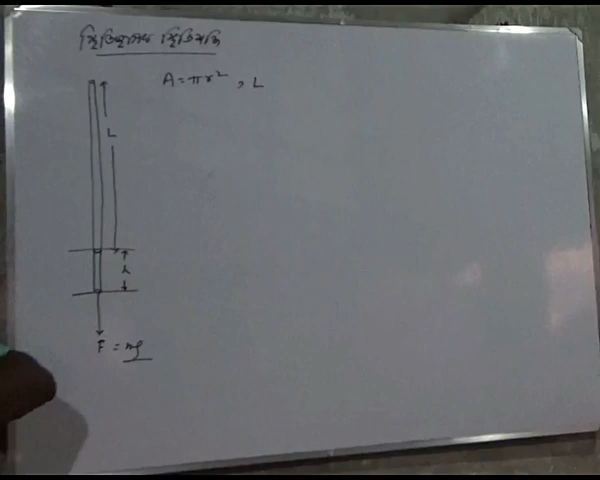 স্থিতিস্থাপক স্থিতিশক্তি
A = πr² , L
L
l
F = mg